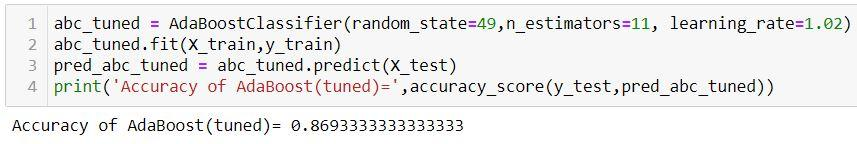 1 abc_tuned = AdaBoostClassifier(random_state=49,n_estimators=11, learning_rate=1.02)
2 abc_tuned.fit(X_train,y_train)
3 pred_abc_tuned = abc_tuned.predict(X_test)
4 print('Accuracy of AdaBoost(tuned)=',accuracy_score(y_test,pred_abc_tuned))
Accuracy of AdaBoost(tuned)= 0.8693333333333333